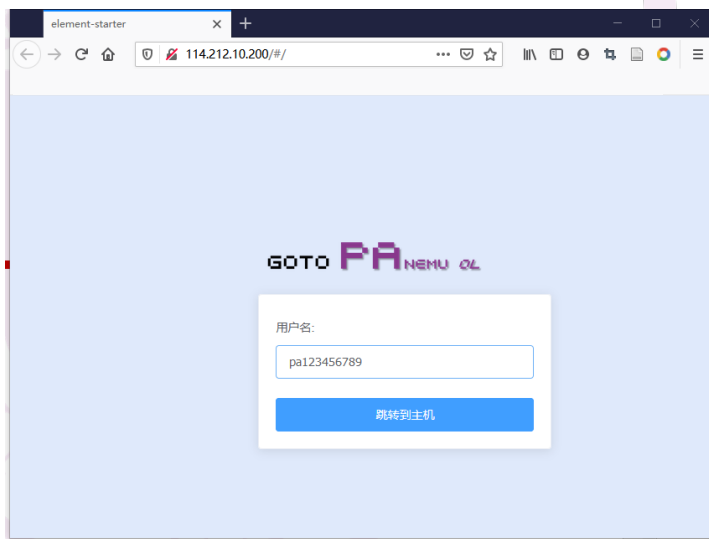 element-starter
114.212.10.200/#/
GOTO PA NEMU OL
用户名:
pa123456789
跳转到主机